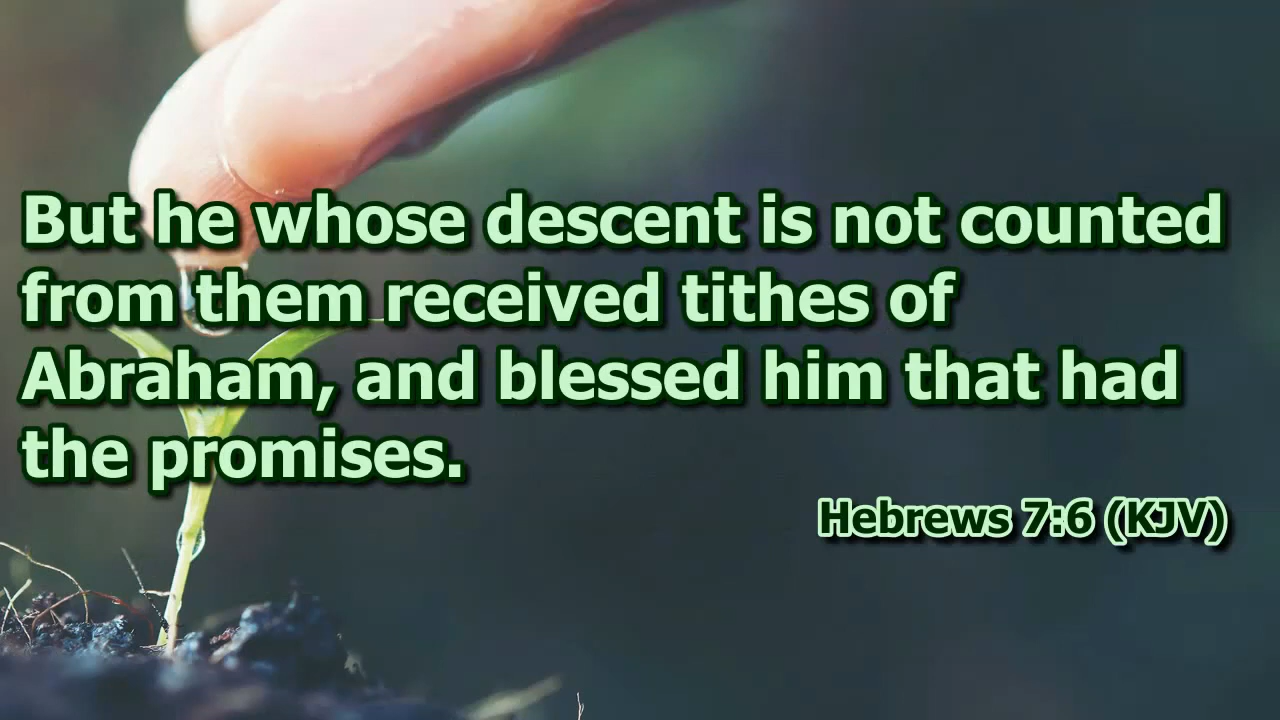 But he whose descent is not counted
from them received tithes of
Abraham, and blessed him that had
the promises.
Hebrews 7:6 (KJV)